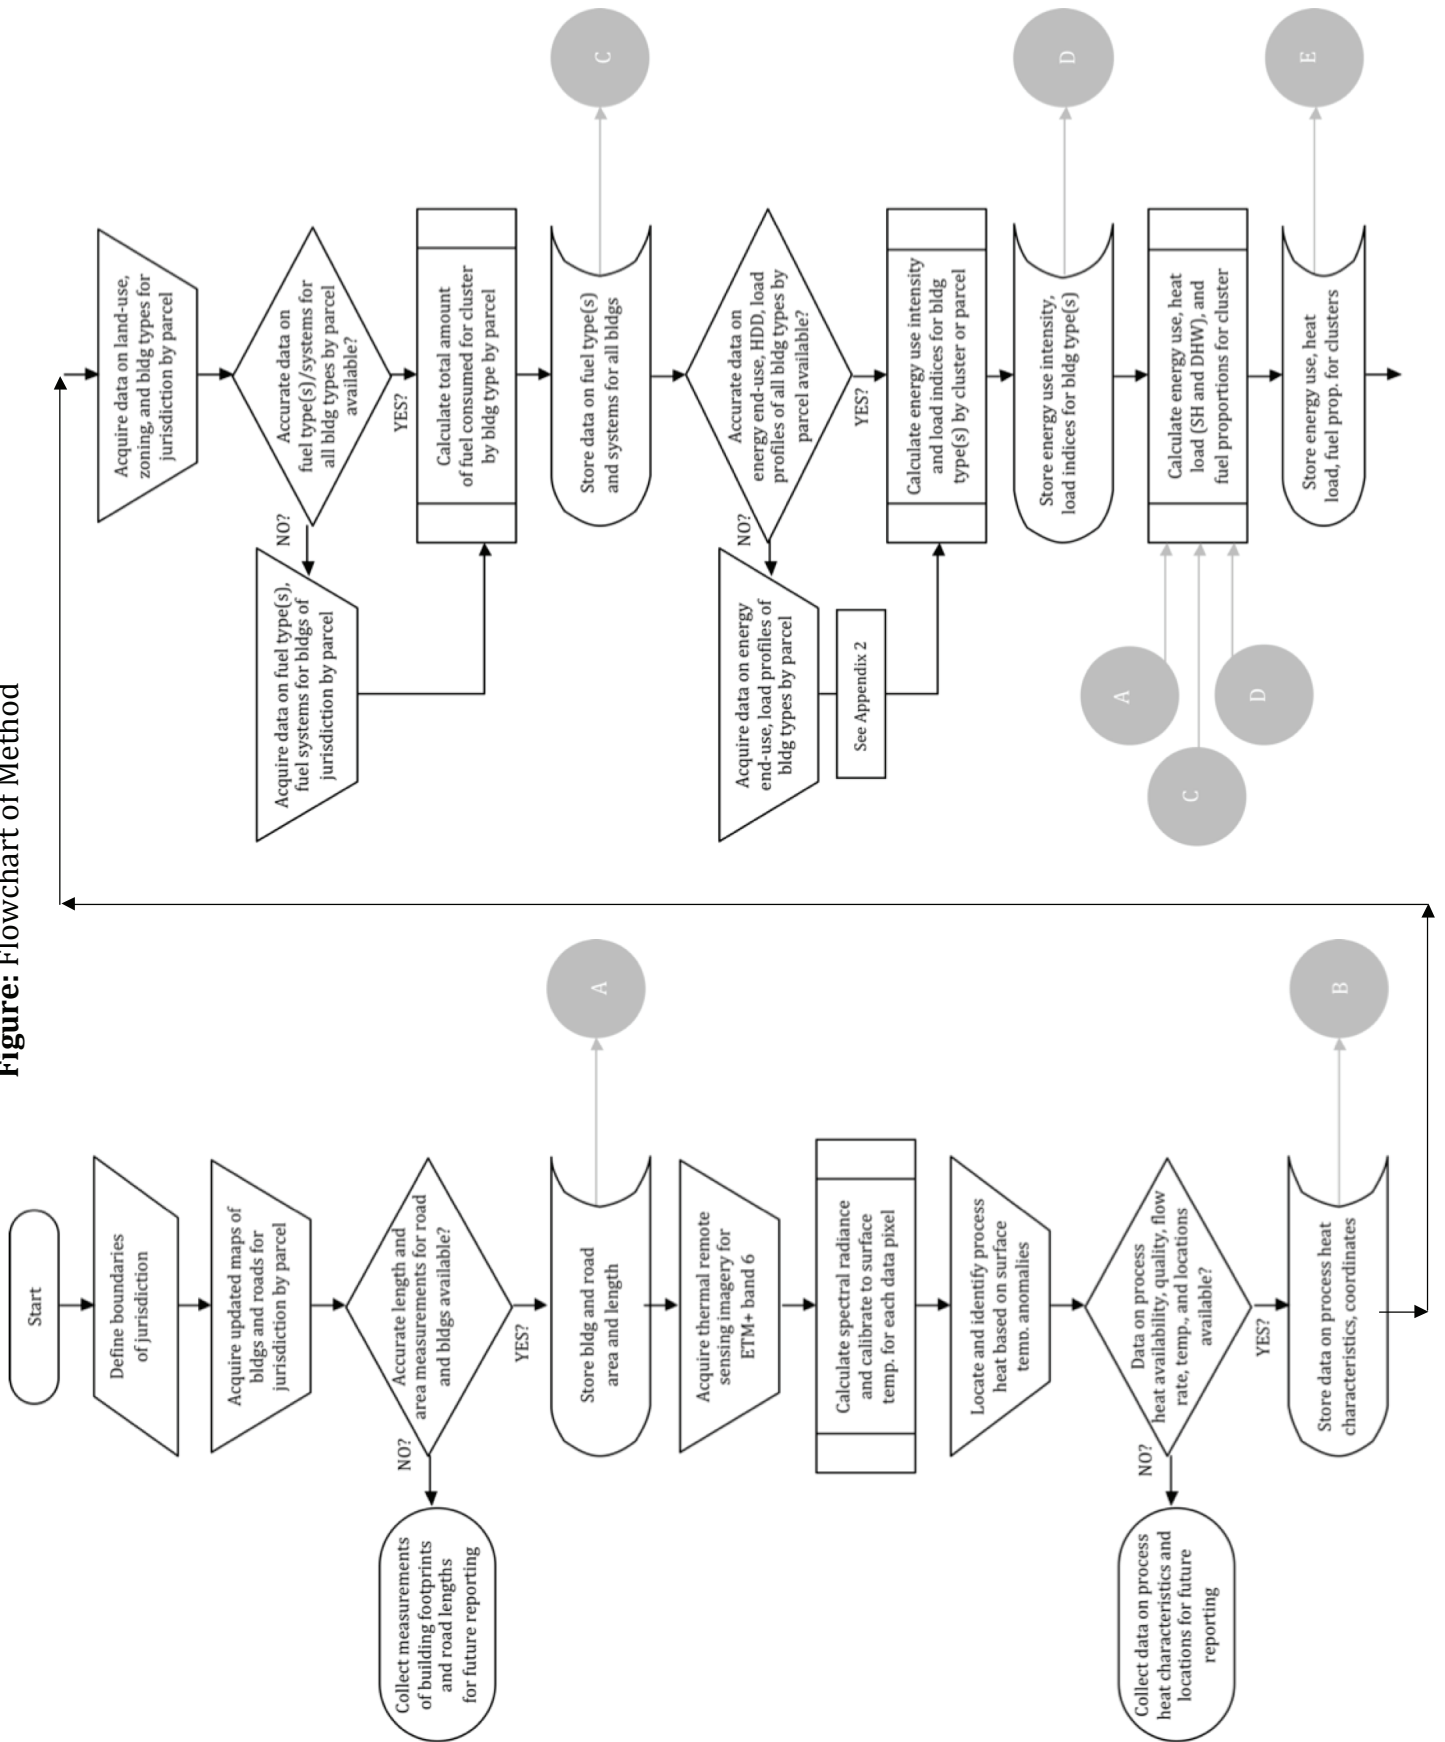 Figure: Flowchart of Method
Start
Define boundaries
of jurisdiction
Acquire updated maps of
bldgs and roads for
jurisdiction by parcel
Accurate length and
area measurements for road
and bldgs available?
NO?
Collect measurements
of building footprints
and road lengths
for future reporting
YES?
Store bldg and road
area and length
A
Acquire thermal remote
sensing imagery for
ETM+ band 6
Calculate spectral radiance
and calibrate to surface
temp. for each data pixel
Locate and identify process
heat based on surface
temp. anomalies
Data on process
heat availability, quality, flow
rate, temp., and locations
available?
NO?
Collect data on process
heat characteristics and
locations for future
reporting
YES?
Store data on process heat
characteristics, coordinates
B
Acquire data on land-use,
zoning, and bldg types for
jurisdiction by parcel
Accurate data on
fuel type(s)/systems for
all bldg types by parcel
available?
NO?
Acquire data on fuel type(s),
fuel systems for bldgs of
jurisdiction by parcel
YES?
Calculate total amount
of fuel consumed for cluster
by bldg type by parcel
Store data on fuel type(s)
and systems for all bldgs
C
Accurate data on
energy end-use, HDD, load
profiles of all bldg types by
parcel available?
NO?
Acquire data on energy
end-use, load profiles of
bldg types by parcel
See Appendix 2
YES?
Calculate energy use intensity
and load indices for bldg
type(s) by cluster or parcel
Store energy use intensity,
load indices for bldg type(s)
D
Calculate energy use, heat
load (SH and DHW), and
fuel proportions for cluster
A
C
D
Store energy use, heat
load, fuel prop. for clusters
E